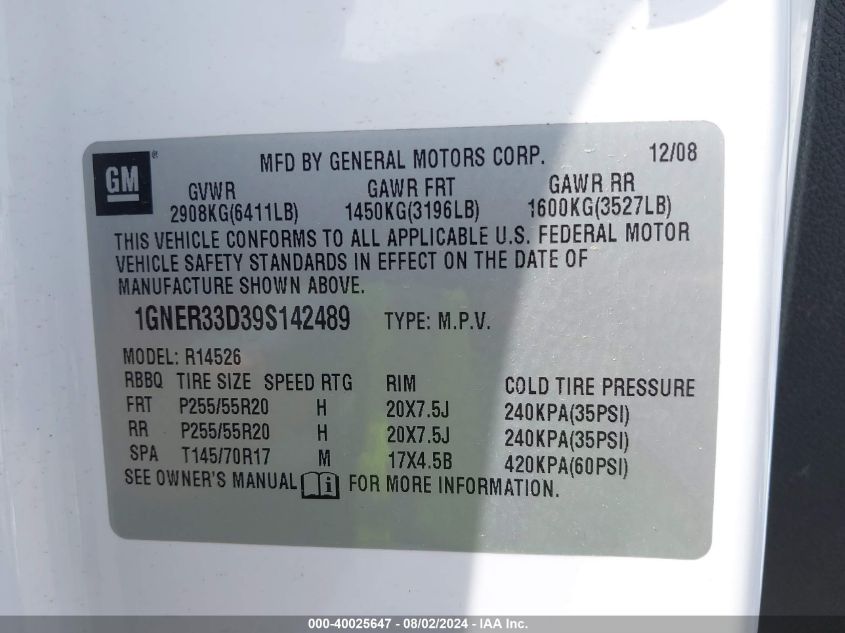 GM ® MFD BY GENERAL MOTORS CORP. 12/08
GVWR GAWR FRT GAWR RR
2908KG(6411LB) 1450KG(3196LB) 1600KG(3527LB)
THIS VEHICLE CONFORMS TO ALL APPLICABLE U.S. FEDERAL MOTOR
VEHICLE SAFETY STANDARDS IN EFFECT ON THE DATE OF
MANUFACTURE SHOWN ABOVE.
1GNER33D39S142489 TYPE: M.P.V.
MODEL: R14526
RBBQ TIRE SIZE SPEED RTG RIM COLD TIRE PRESSURE
FRT P255/55R20 H 20X7.5J 240KPA(35PSI)
RR P255/55R20 H 20X7.5J 240KPA(35PSI)
SPA T145/70R17 M 17X4.5B 420KPA(60PSI)
SEE OWNER'S MANUAL i FOR MORE INFORMATION.
000-40025647 - 08/02/2024 - IAA Inc.